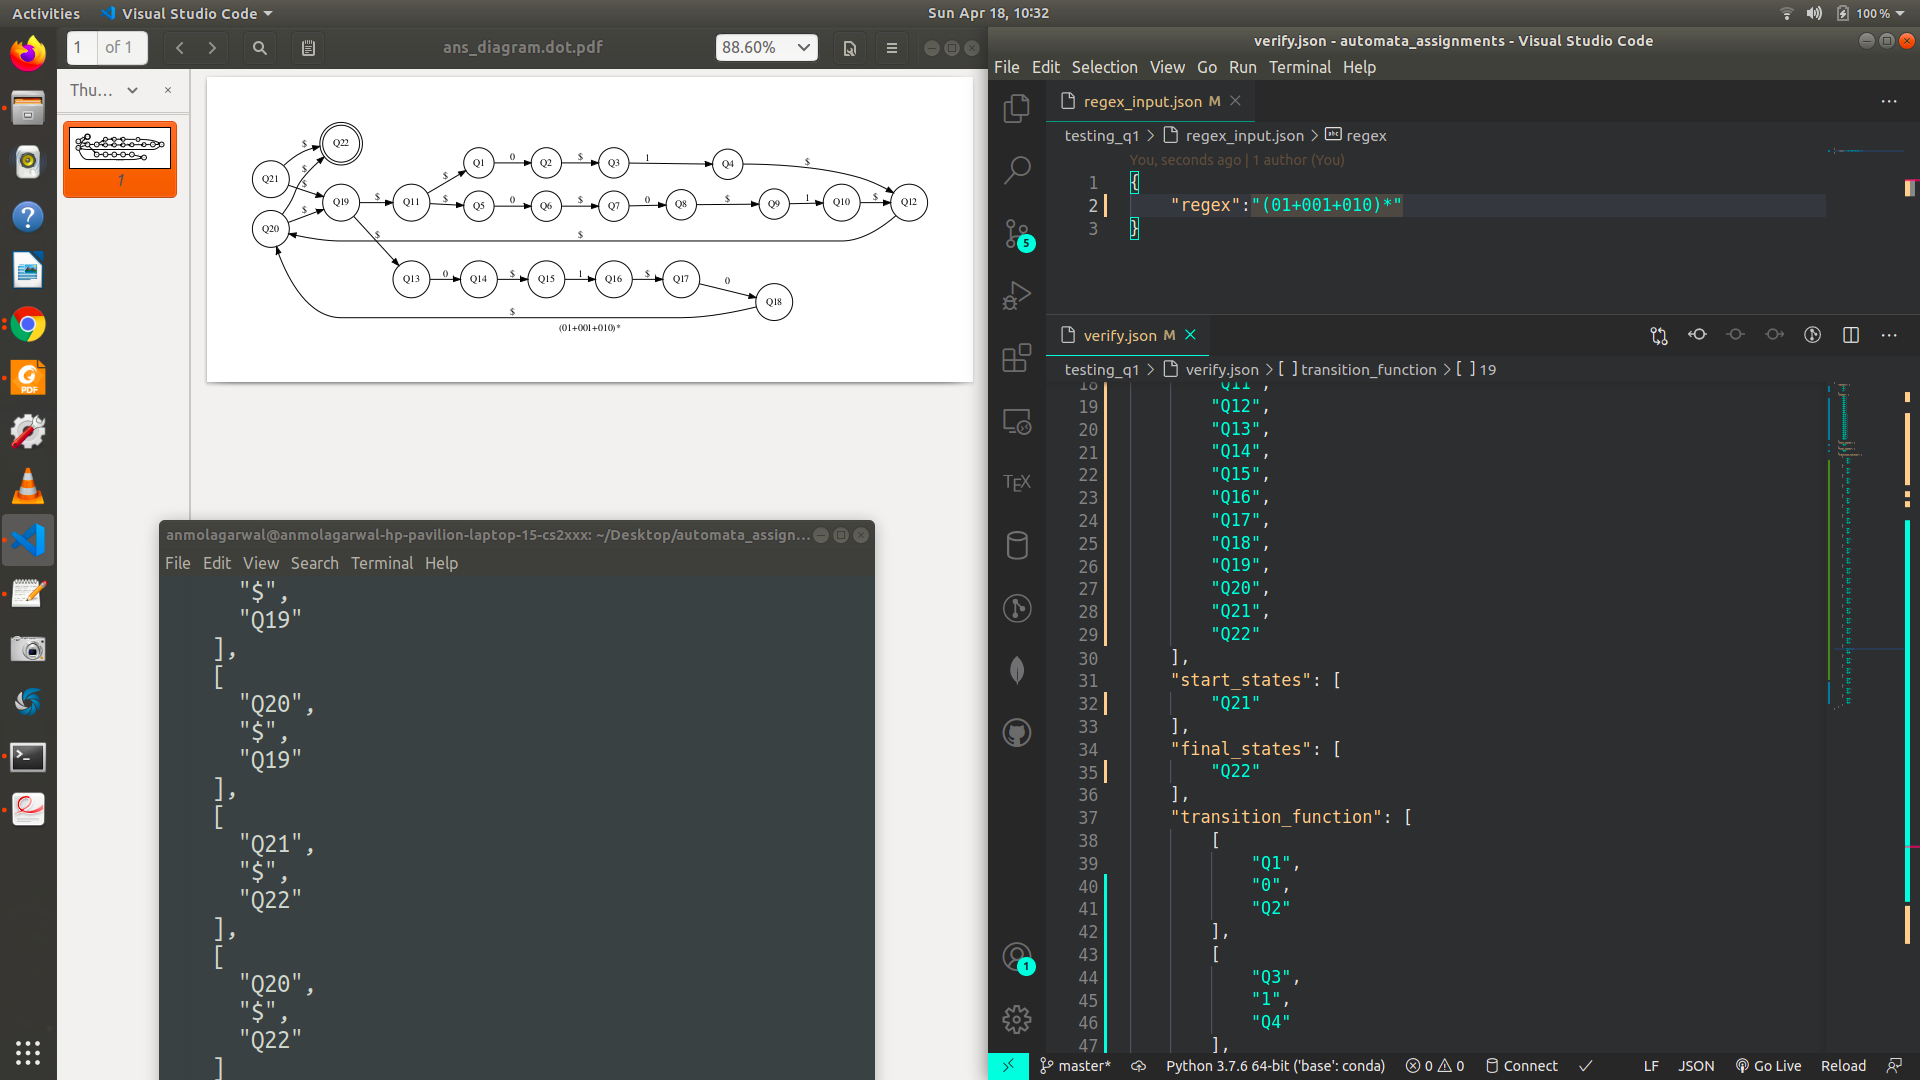 Activities
Visual Studio Code
Sun Apr 18, 10:32
100 %
1 of 1
ans_diagram.dot.pdf
88.60%
Thu...
1
Q22
Q21
Q20
Q19
Q11
Q1
Q2
Q3
Q4
Q5
Q6
Q7
Q8
Q9
Q10
Q12
Q13
Q14
Q15
Q16
Q17
Q18
$ $ $ $ $ $ $ $ $ $ $ $ $ $ $ $ $ $
0 1 0 0 1 0 1 0
(01+001+010)*
anmolagarwal@anmolagarwal-hp-pavilion-laptop-15-cs2xxx: ~/Desktop/automata_assign...
File Edit View Search Terminal Help
"$",
"Q19"
],
[
"Q20",
"$",
"Q19"
],
[
"Q21",
"$",
"Q22"
],
[
"Q20",
"$",
"Q22"
]
verify.json - automata_assignments - Visual Studio Code
File Edit Selection View Go Run Terminal Help
regex_input.json M
testing_q1 > regex_input.json > regex
You, seconds ago | 1 author (You)
1 {
2 "regex":"(01+001+010)*"
3 }
verify.json M
testing_q1 > verify.json > [ ] transition_function > [ ] 19
18 "Q11",
19 "Q12",
20 "Q13",
21 "Q14",
22 "Q15",
23 "Q16",
24 "Q17",
25 "Q18",
26 "Q19",
27 "Q20",
28 "Q21",
29 "Q22"
30 ],
31 "start_states": [
32 "Q21"
33 ],
34 "final_states": [
35 "Q22"
36 ],
37 "transition_function": [
38 [
39 "Q1",
40 "0",
41 "Q2"
42 ],
43 [
44 "Q3",
45 "1",
46 "Q4"
47 ],
TEX
PDF
5
1
master* Python 3.7.6 64-bit ('base': conda) 0 0 Connect LF JSON Go Live Reload